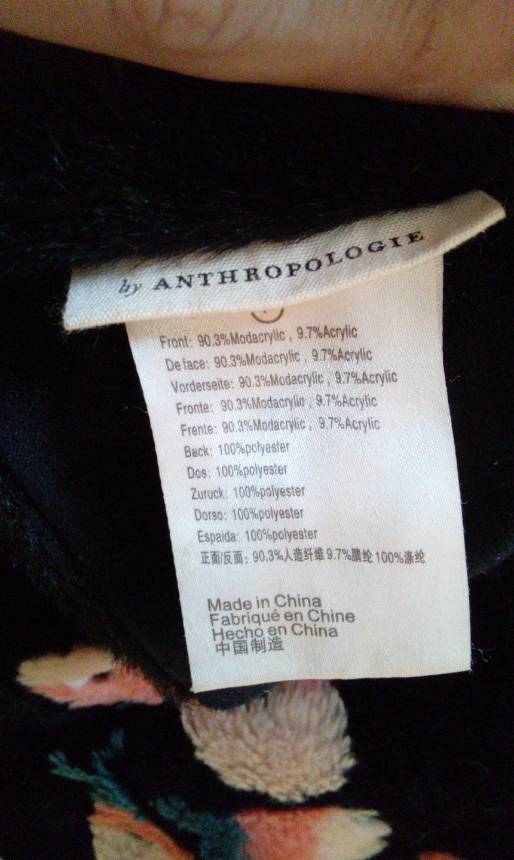 by ANTHROPOLOGIE
Front: 90.3%Modacrylic , 9.7%Acrylic
De face: 90.3%Modacrylic , 9.7%Acrylic
Vorderseite: 90.3%Modacrylic , 9.7%Acrylic
Fronte: 90.3%Modacrylic , 9.7%Acrylic
Frente: 90.3%Modacrylic , 9.7%Acrylic
Back: 100%polyester
Dos: 100%polyester
Zuruck: 100%polyester
Dorso: 100%polyester
Espaida: 100%polyester
正面/反面: 90.3%人造纤维 9.7%腈纶 100%涤纶
Made in China
Fabriqué en Chine
Hecho en China
中国制造